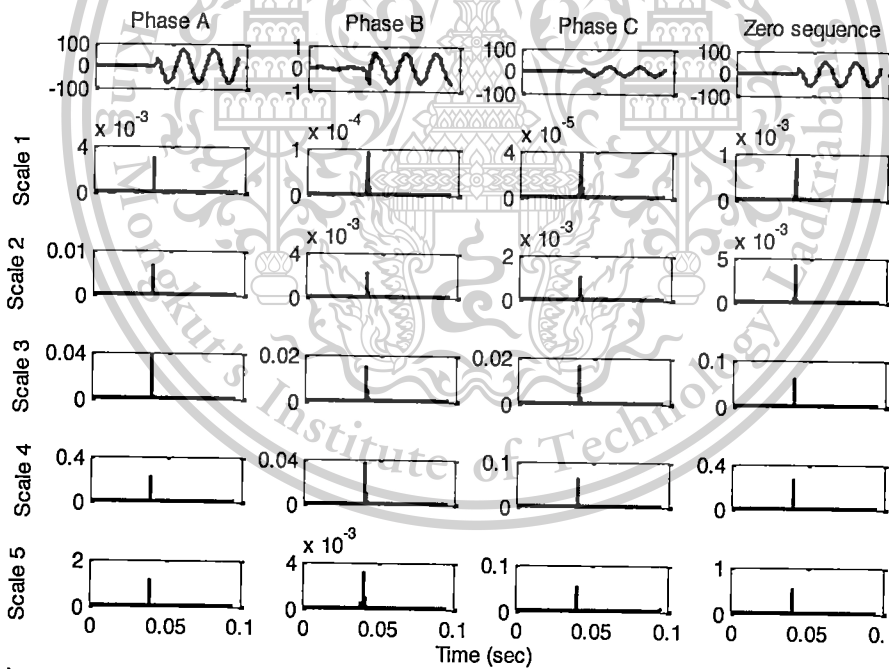 Phase A Phase B Phase C Zero sequence
100 1 100 100
0 0 0 0
-100 -1 -100 -100
Scale 1
x 10^-3 x 10^-4 x 10^-5 x 10^-3
4 1 4 1
0 0 0 0
Scale 2
x 10^-3 x 10^-3 x 10^-3
0.01 4 2 5
0 0 0 0
Scale 3
0.04 0.02 0.02 0.1
0 0 0 0
Scale 4
0.4 0.04 0.1 0.4
0 0 0 0
Scale 5
x 10^-3
2 4 0.1 1
0 0 0 0
0 0.05 0.1 0 0.05 0.1 0 0.05 0.1 0 0.05 0.
Time (sec)
Mongkut's Institute of Technology Ladkrabang